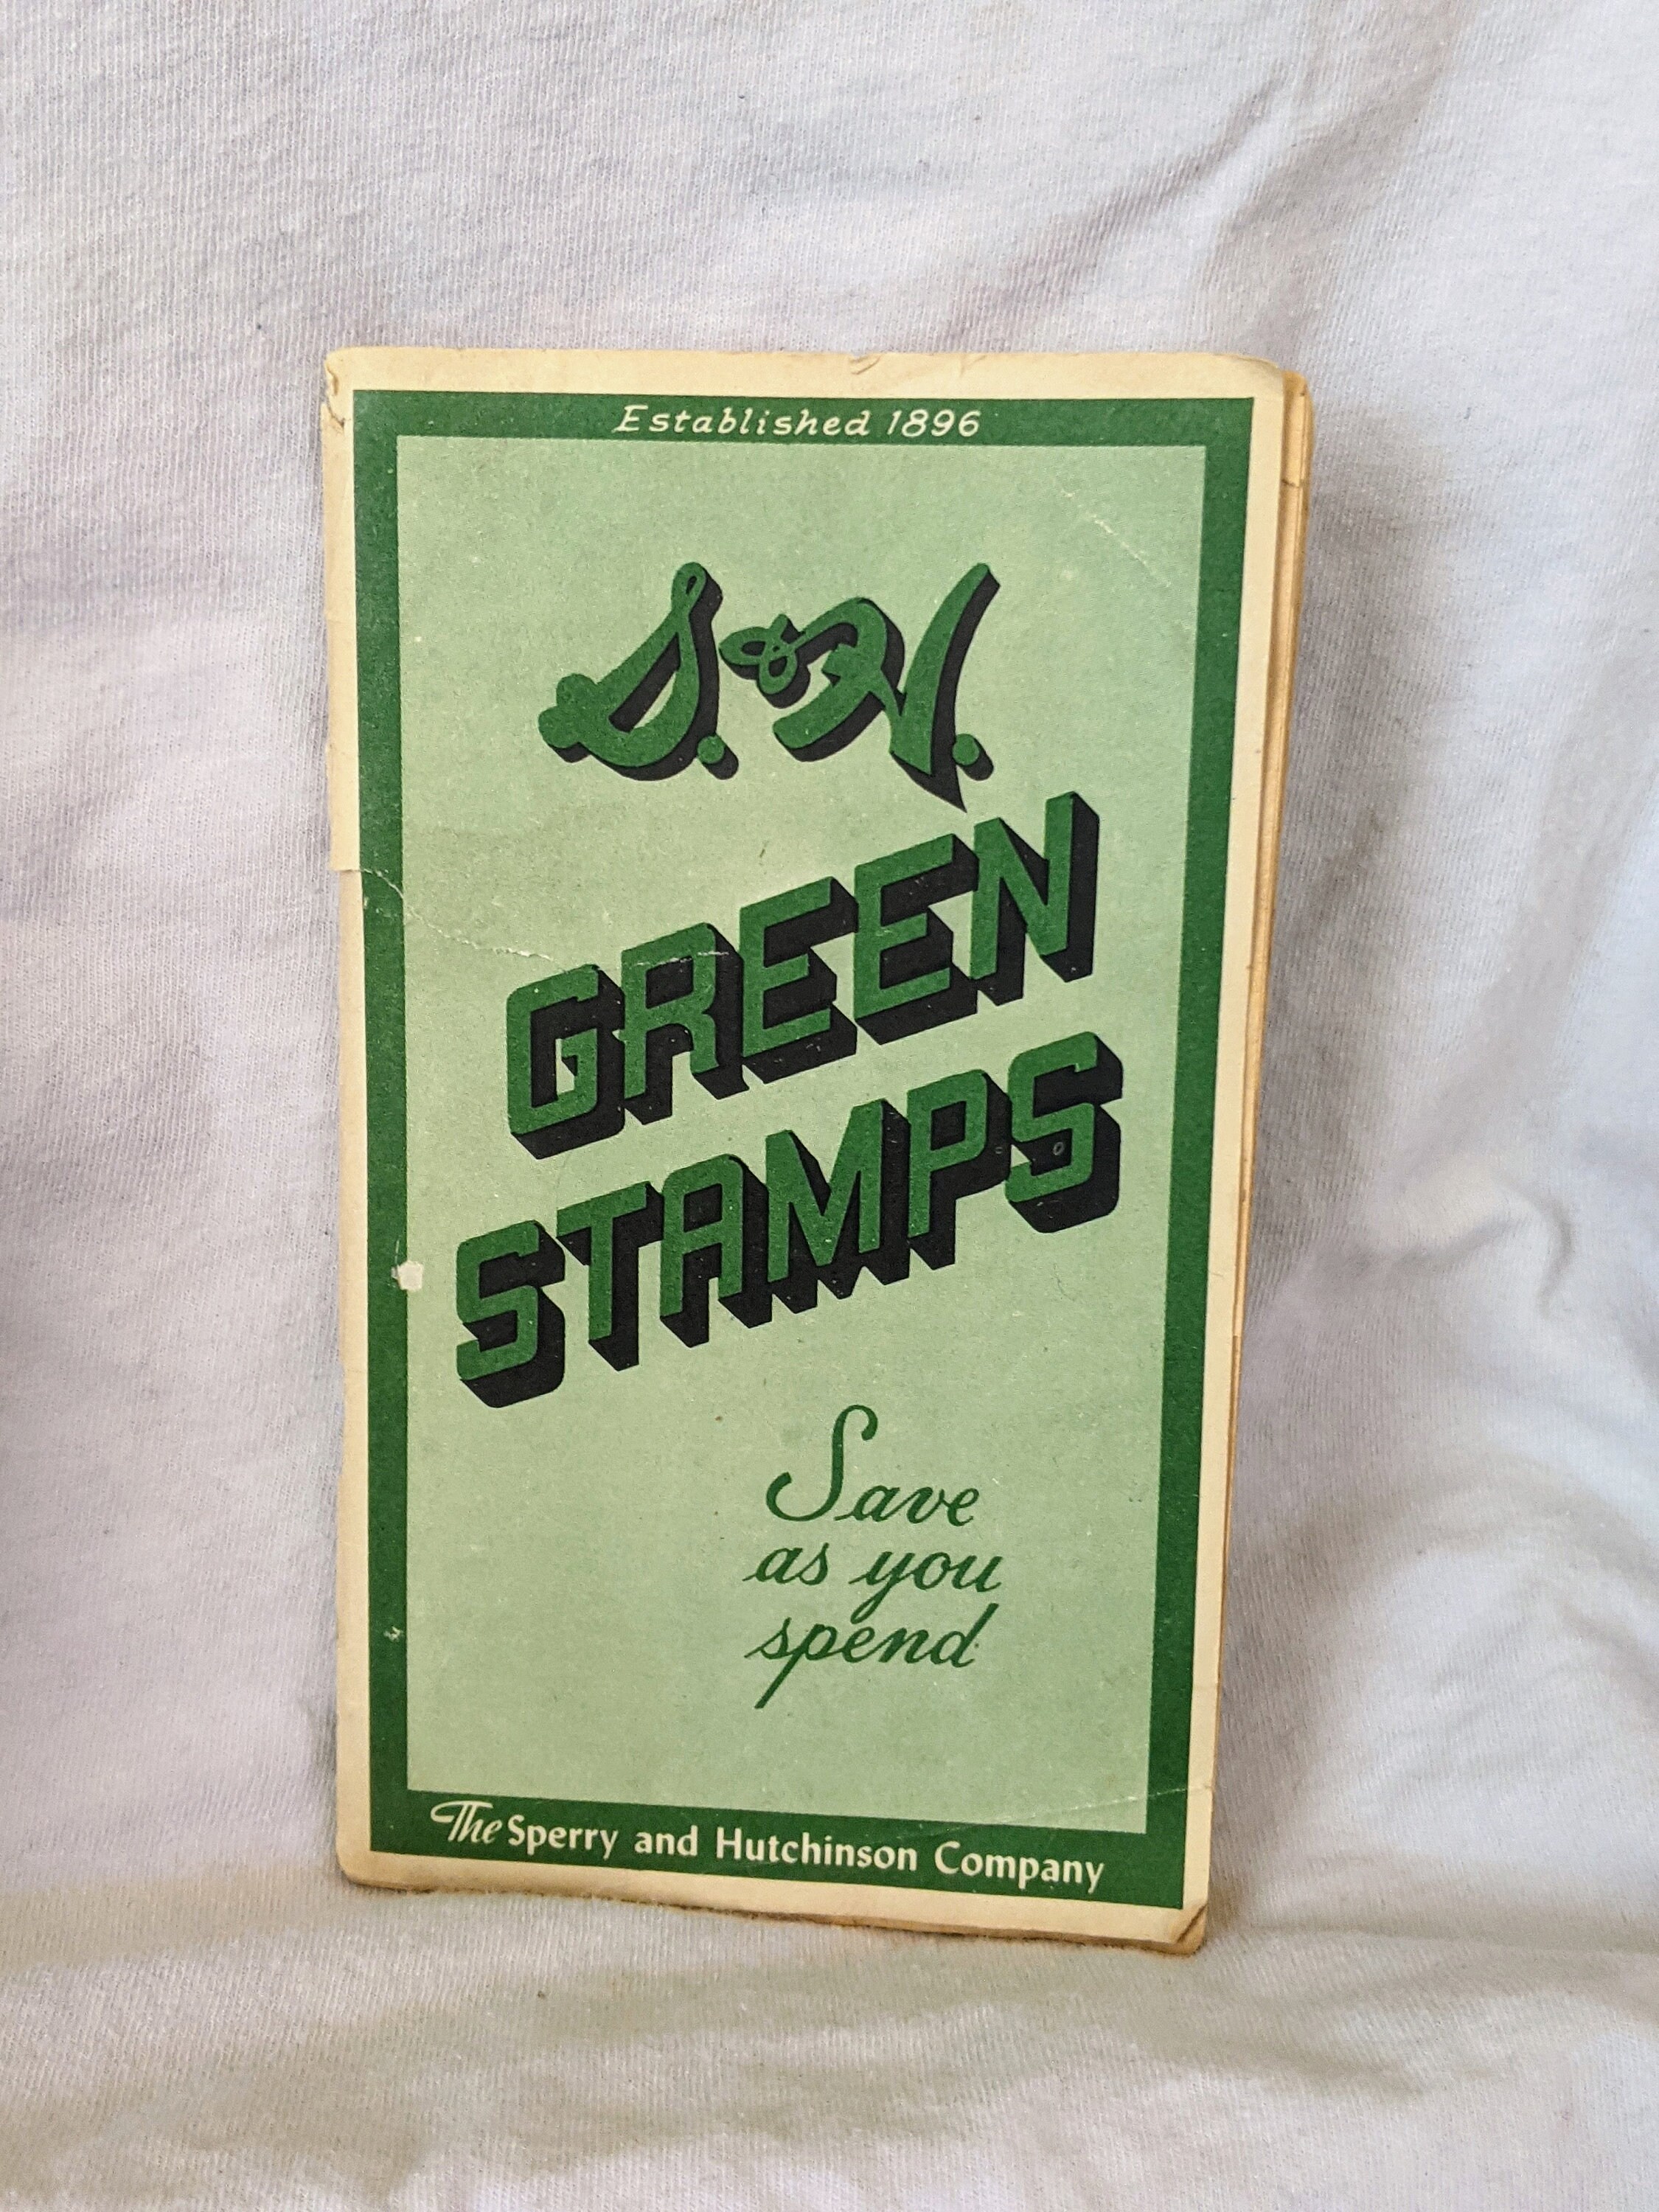 Established 1896
S. & H.
GREEN
STAMPS
Save
as you
spend
The Sperry and Hutchinson Company